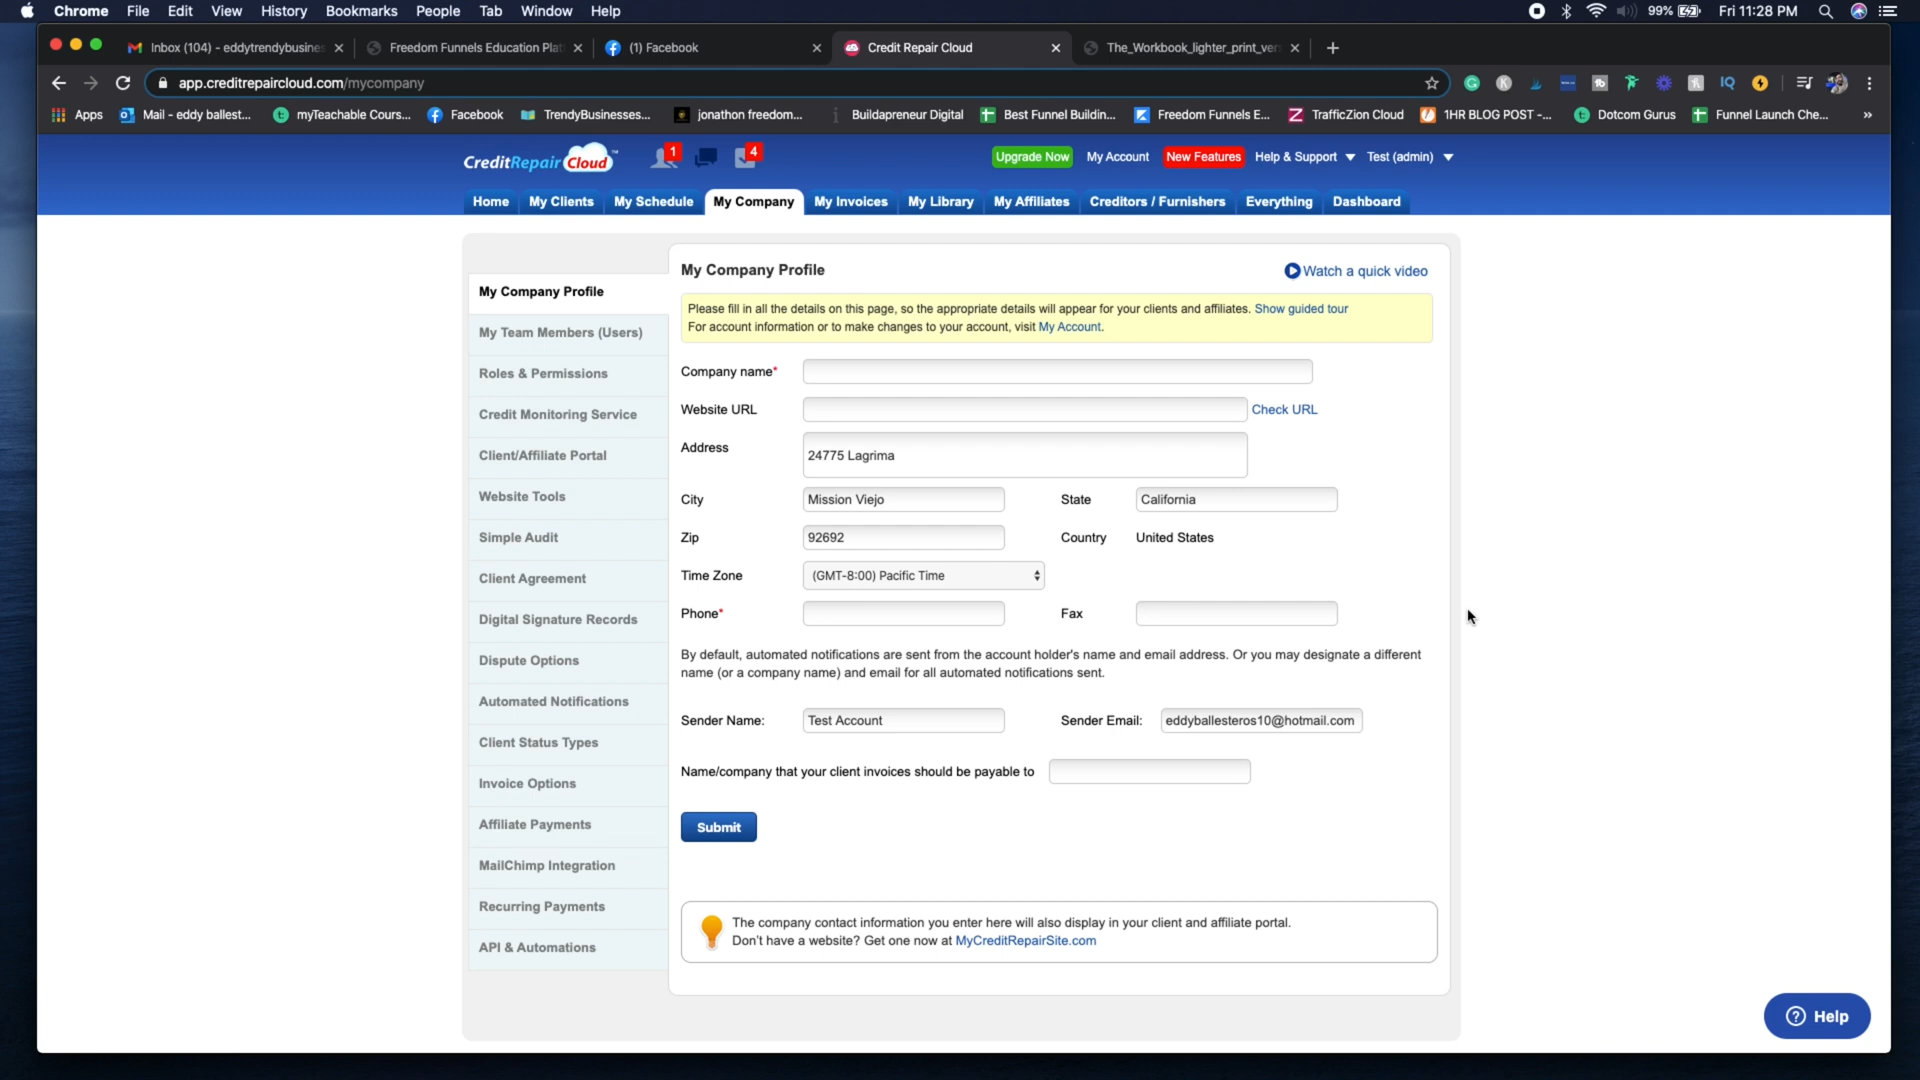 Chrome File Edit View History Bookmarks People Tab Window Help
99% Fri 11:28 PM
Inbox (104) - eddytrendybusines
Freedom Funnels Education Plat
(1) Facebook
Credit Repair Cloud
The_Workbook_lighter_print_ver
app.creditrepaircloud.com/mycompany
Apps
Mail - eddy ballest...
myTeachable Cours...
Facebook
TrendyBusinesses...
jonathon freedom...
Buildapreneur Digital
Best Funnel Buildin...
Freedom Funnels E...
TrafficZion Cloud
1HR BLOG POST -...
Dotcom Gurus
Funnel Launch Che...
»
CreditRepair Cloud™
1
4
Upgrade Now
My Account
New Features
Help & Support
Test (admin)
Home
My Clients
My Schedule
My Company
My Invoices
My Library
My Affiliates
Creditors / Furnishers
Everything
Dashboard
My Company Profile
My Team Members (Users)
Roles & Permissions
Credit Monitoring Service
Client/Affiliate Portal
Website Tools
Simple Audit
Client Agreement
Digital Signature Records
Dispute Options
Automated Notifications
Client Status Types
Invoice Options
Affiliate Payments
MailChimp Integration
Recurring Payments
API & Automations
My Company Profile
Watch a quick video
Please fill in all the details on this page, so the appropriate details will appear for your clients and affiliates. Show guided tour
For account information or to make changes to your account, visit My Account.
Company name*
Website URL
Check URL
Address
24775 Lagrima
City
Mission Viejo
State
California
Zip
92692
Country
United States
Time Zone
(GMT-8:00) Pacific Time
Phone*
Fax
By default, automated notifications are sent from the account holder's name and email address. Or you may designate a different
name (or a company name) and email for all automated notifications sent.
Sender Name:
Test Account
Sender Email:
eddyballesteros10@hotmail.com
Name/company that your client invoices should be payable to
Submit
The company contact information you enter here will also display in your client and affiliate portal.
Don't have a website? Get one now at MyCreditRepairSite.com
Help